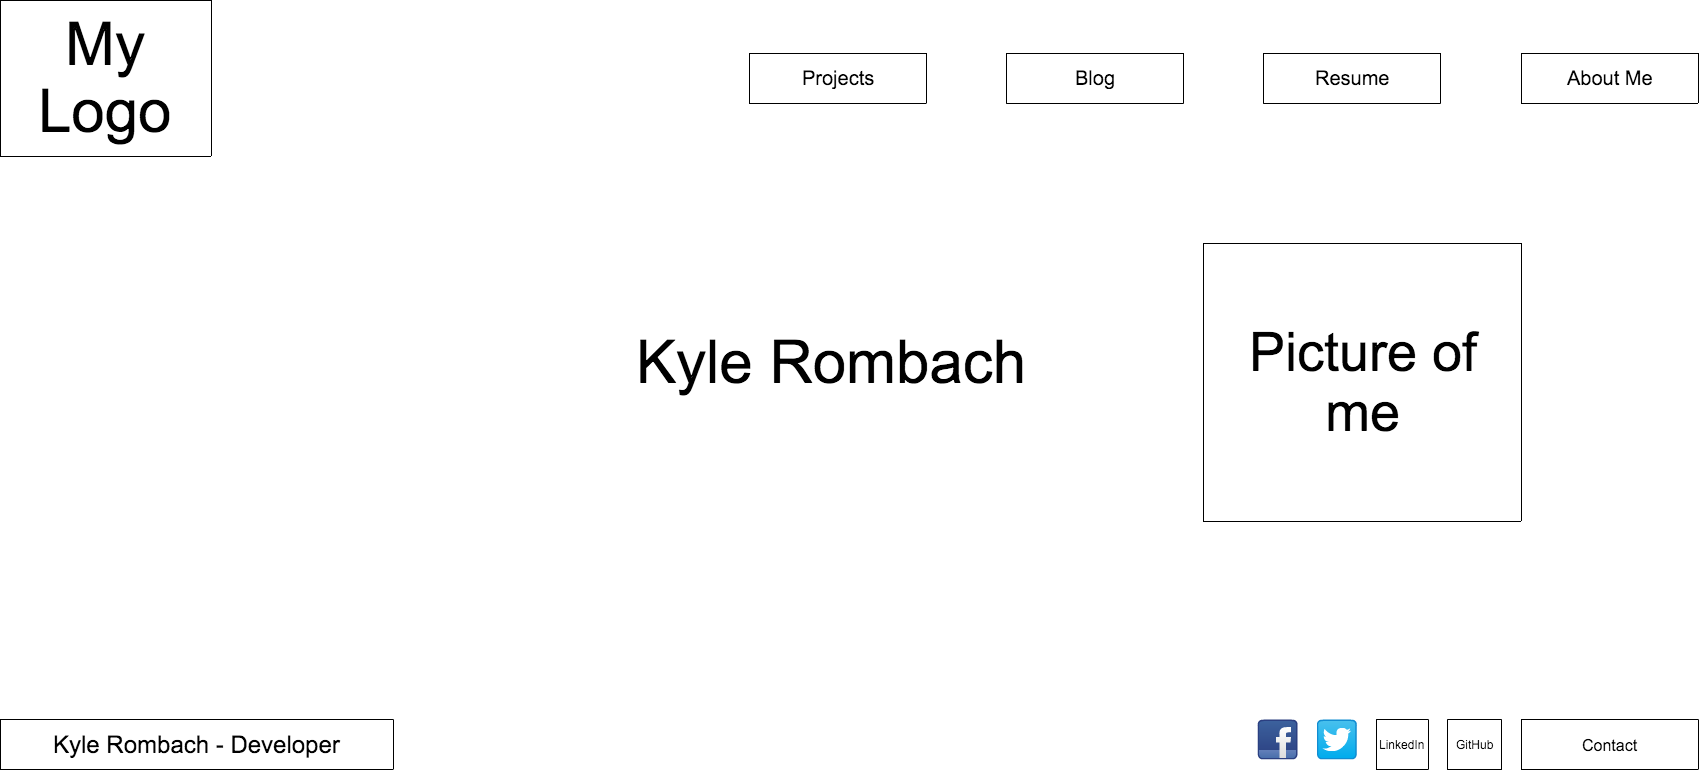 My
Logo
Projects
Blog
Resume
About Me
Kyle Rombach
Picture of
me
Kyle Rombach - Developer
f
LinkedIn
GitHub
Contact